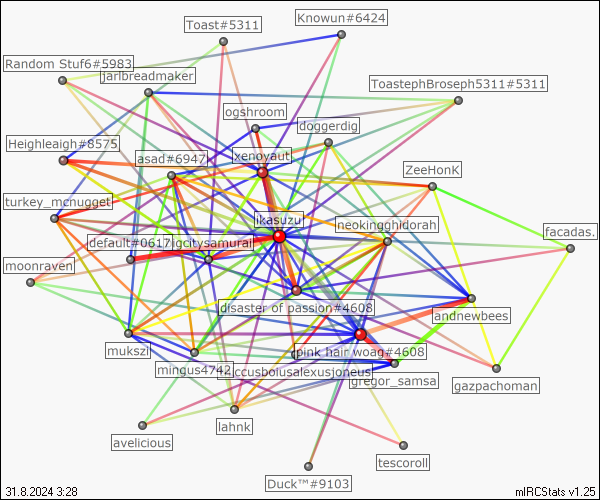 Toast#5311
Knowun#6424
Random Stuf6#5983
jarlbreadmaker
ToastephBroseph5311#5311
ogshroom
doggerdig
Heighleaigh#8575
asad#6947
xenoyaut
ZeeHonK
turkey_mcnugget
ikasuzu
neokingghidorah
facadas.
default#0617
igcitysamurai
moonraven
disaster of passion#4608
andnewbees
mukszi
pink hair woag#4608
mingus4742
iccusbolusalexusjoneus
gregor_samsa
gazpachoman
avelicious
lahnk
tescoroll
Duck™#9103
31.8.2024 3:28
mIRCStats v1.25